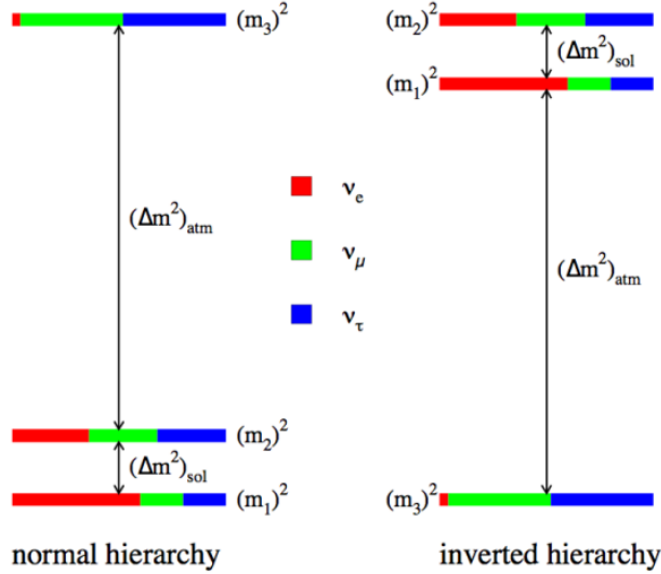 (m₃)²
(m₂)²
(Δm²)sol
(m₁)²
νe
(Δm²)atm
νμ
(Δm²)atm
ντ
(m₂)²
(Δm²)sol
(m₁)²
(m₃)²
normal hierarchy
inverted hierarchy